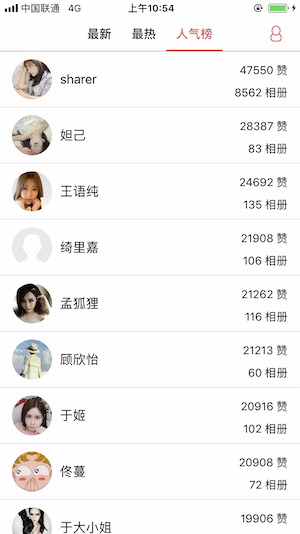 中国联通 4G 上午10:54
最新 最热 人气榜
sharer 47550 赞
8562 相册
妲己 28387 赞
83 相册
王语纯 24692 赞
135 相册
绮里嘉 21908 赞
106 相册
孟狐狸 21262 赞
116 相册
顾欣怡 21213 赞
60 相册
于姬 20916 赞
102 相册
佟蔓 20908 赞
72 相册
于大小姐 19906 赞